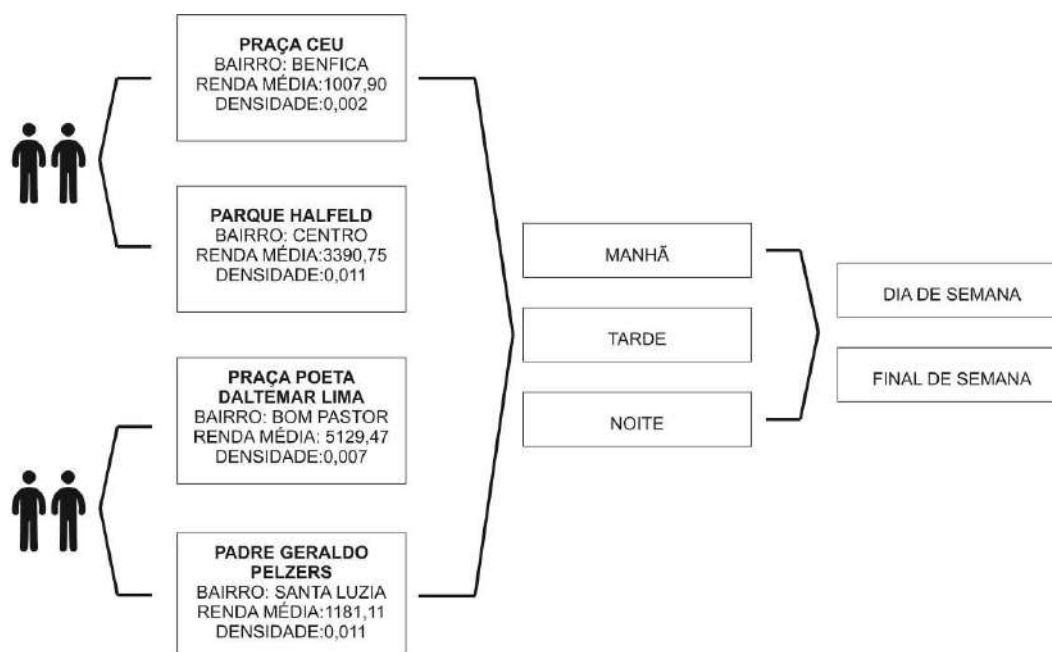 PRAÇA CEU
BAIRRO: BENFICA
RENDA MÉDIA:1007,90
DENSIDADE:0,002
PARQUE HALFELD
BAIRRO: CENTRO
RENDA MÉDIA:3390,75
DENSIDADE:0,011
PRAÇA POETA
DALTEMAR LIMA
BAIRRO: BOM PASTOR
RENDA MÉDIA: 5129,47
DENSIDADE:0,007
PADRE GERALDO
PELZERS
BAIRRO: SANTA LUZIA
RENDA MÉDIA:1181,11
DENSIDADE:0,011
MANHÃ
TARDE
NOITE
DIA DE SEMANA
FINAL DE SEMANA